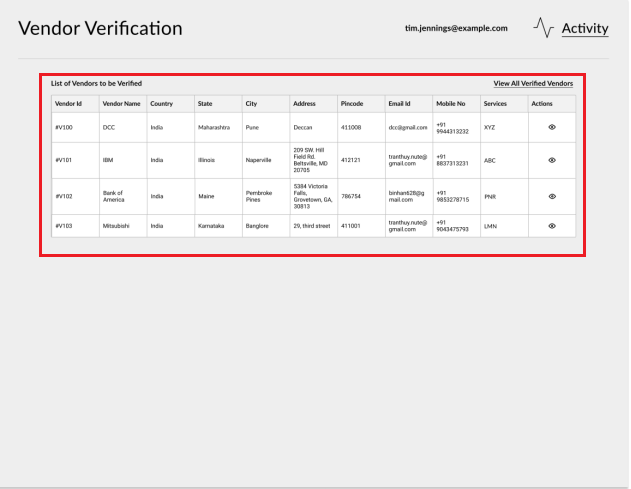 Vendor Verification
tim.jennings@example.com
Activity
List of Vendors to be Verified
View All Verified Vendors
Vendor Id Vendor Name Country State City Address Pincode Email Id Mobile No Services Actions
#V100 DCC India Maharashtra Pune Deccan 411008 dcc@gmail.com +91 9944313232 XYZ
#V101 IBM India Illinois Naperville 209 SW. Hill Field Rd. Beltsville, MD 20705 412121 tranthuy.nute@gmail.com +91 8837313231 ABC
#V102 Bank of America India Maine Pembroke Pines 5384 Victoria Falls, Grovetown, GA, 30813 786754 binhan628@gmail.com +91 9853278715 PNR
#V103 Mitsubishi India Karnataka Banglore 29, third street 411001 tranthuy.nute@gmail.com +91 9043475793 LMN